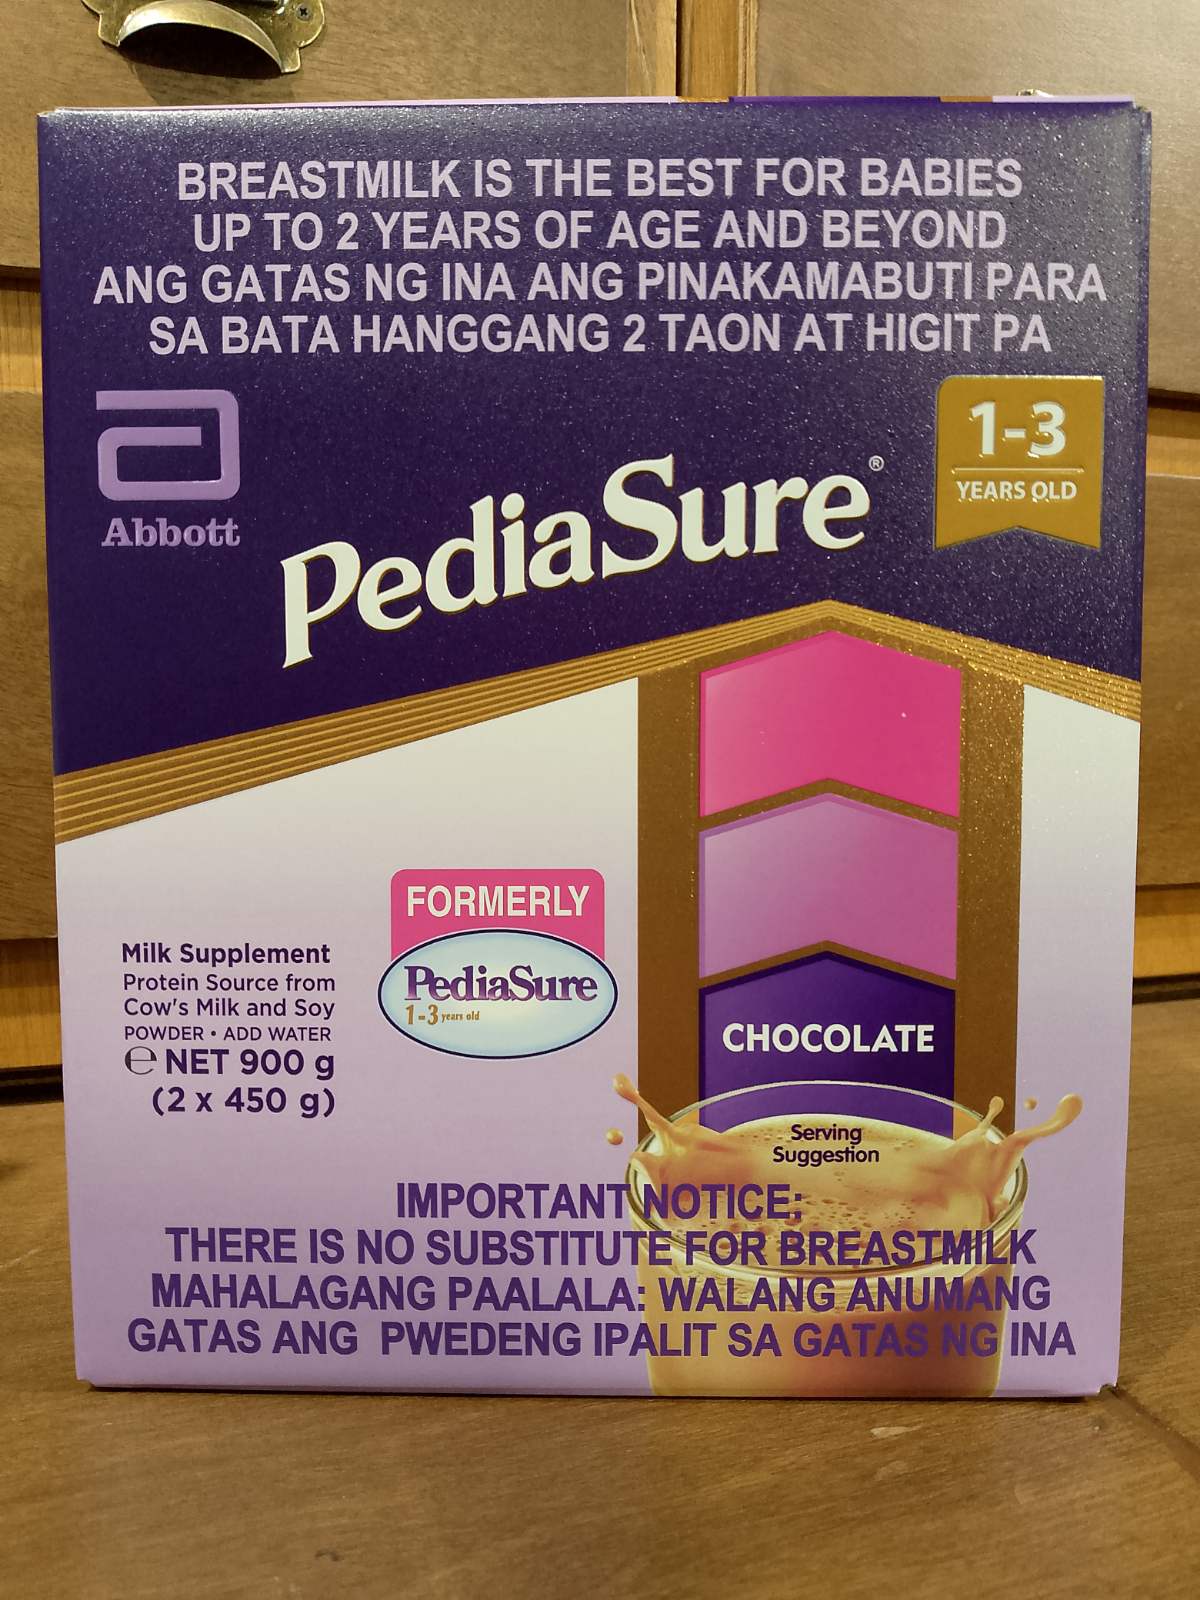 BREASTMILK IS THE BEST FOR BABIES
UP TO 2 YEARS OF AGE AND BEYOND
ANG GATAS NG INA ANG PINAKAMABUTI PARA
SA BATA HANGGANG 2 TAON AT HIGIT PA
Abbott
1-3
YEARS OLD
PediaSure®
FORMERLY
PediaSure
1-3 years old
Milk Supplement
Protein Source from
Cow's Milk and Soy
POWDER • ADD WATER
℮ NET 900 g
(2 x 450 g)
CHOCOLATE
Serving
Suggestion
IMPORTANT NOTICE:
THERE IS NO SUBSTITUTE FOR BREASTMILK
MAHALAGANG PAALALA: WALANG ANUMANG
GATAS ANG PWEDENG IPALIT SA GATAS NG INA